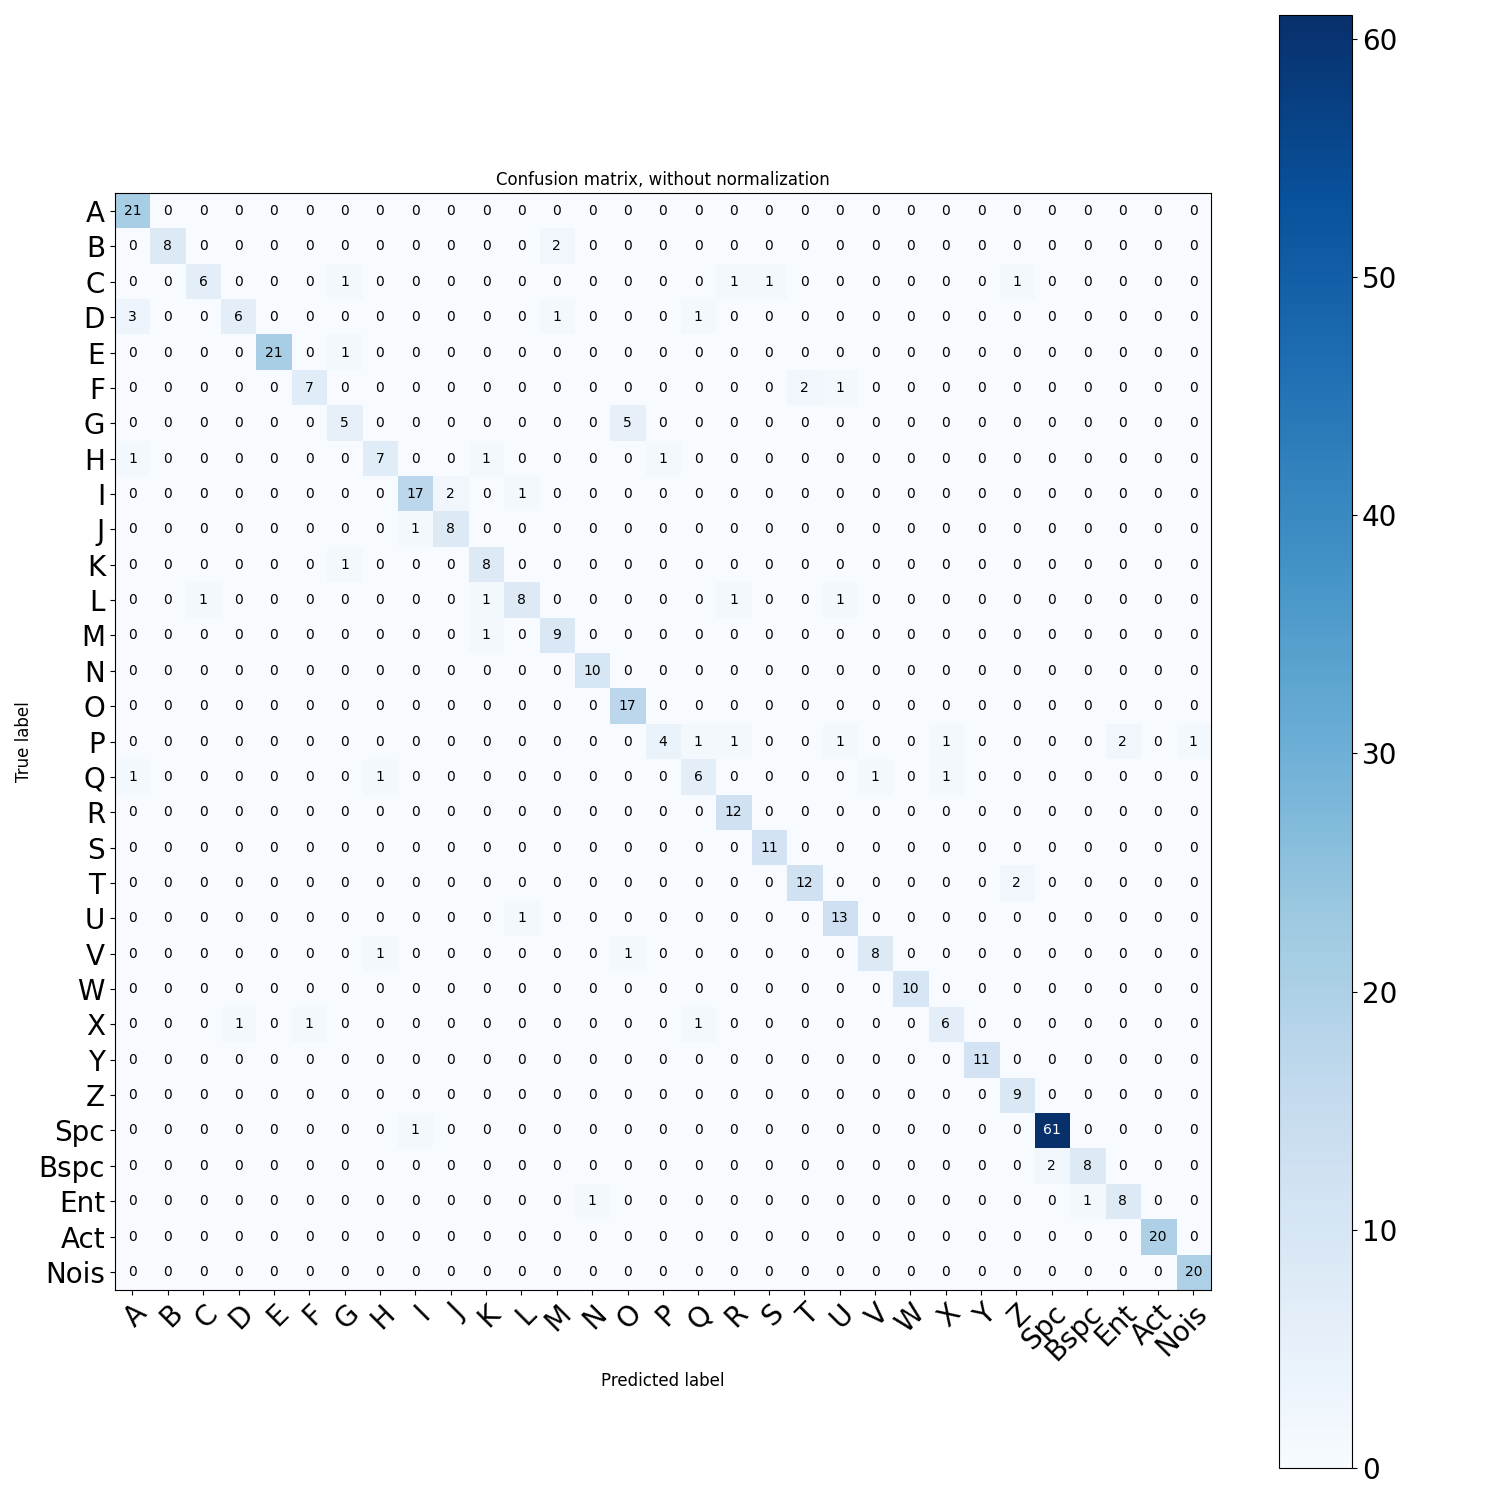 Confusion matrix, without normalization
A 21 0 0 0 0 0 0 0 0 0 0 0 0 0 0 0 0 0 0 0 0 0 0 0 0 0 0 0 0 0 0
B 0 8 0 0 0 0 0 0 0 0 0 0 2 0 0 0 0 0 0 0 0 0 0 0 0 0 0 0 0 0 0
C 0 0 6 0 0 0 1 0 0 0 0 0 0 0 0 0 0 1 1 0 0 0 0 0 0 1 0 0 0 0 0
D 3 0 0 6 0 0 0 0 0 0 0 0 1 0 0 0 1 0 0 0 0 0 0 0 0 0 0 0 0 0 0
E 0 0 0 0 21 0 1 0 0 0 0 0 0 0 0 0 0 0 0 0 0 0 0 0 0 0 0 0 0 0 0
F 0 0 0 0 0 7 0 0 0 0 0 0 0 0 0 0 0 0 0 2 1 0 0 0 0 0 0 0 0 0 0
G 0 0 0 0 0 0 5 0 0 0 0 0 0 0 5 0 0 0 0 0 0 0 0 0 0 0 0 0 0 0 0
H 1 0 0 0 0 0 0 7 0 0 1 0 0 0 0 1 0 0 0 0 0 0 0 0 0 0 0 0 0 0 0
I 0 0 0 0 0 0 0 0 17 2 0 1 0 0 0 0 0 0 0 0 0 0 0 0 0 0 0 0 0 0 0
J 0 0 0 0 0 0 0 0 1 8 0 0 0 0 0 0 0 0 0 0 0 0 0 0 0 0 0 0 0 0 0
K 0 0 0 0 0 0 1 0 0 0 8 0 0 0 0 0 0 0 0 0 0 0 0 0 0 0 0 0 0 0 0
L 0 0 1 0 0 0 0 0 0 0 1 8 0 0 0 0 0 1 0 0 1 0 0 0 0 0 0 0 0 0 0
M 0 0 0 0 0 0 0 0 0 0 1 0 9 0 0 0 0 0 0 0 0 0 0 0 0 0 0 0 0 0 0
N 0 0 0 0 0 0 0 0 0 0 0 0 0 10 0 0 0 0 0 0 0 0 0 0 0 0 0 0 0 0 0
O 0 0 0 0 0 0 0 0 0 0 0 0 0 0 17 0 0 0 0 0 0 0 0 0 0 0 0 0 0 0 0
P 0 0 0 0 0 0 0 0 0 0 0 0 0 0 0 4 1 1 0 0 1 0 0 1 0 0 0 0 2 0 1
Q 1 0 0 0 0 0 0 1 0 0 0 0 0 0 0 0 6 0 0 0 0 1 0 1 0 0 0 0 0 0 0
R 0 0 0 0 0 0 0 0 0 0 0 0 0 0 0 0 0 12 0 0 0 0 0 0 0 0 0 0 0 0 0
S 0 0 0 0 0 0 0 0 0 0 0 0 0 0 0 0 0 0 11 0 0 0 0 0 0 0 0 0 0 0 0
T 0 0 0 0 0 0 0 0 0 0 0 0 0 0 0 0 0 0 0 12 0 0 0 0 0 2 0 0 0 0 0
U 0 0 0 0 0 0 0 0 0 0 0 1 0 0 0 0 0 0 0 0 13 0 0 0 0 0 0 0 0 0 0
V 0 0 0 0 0 0 0 1 0 0 0 0 0 0 1 0 0 0 0 0 0 8 0 0 0 0 0 0 0 0 0
W 0 0 0 0 0 0 0 0 0 0 0 0 0 0 0 0 0 0 0 0 0 0 10 0 0 0 0 0 0 0 0
X 0 0 0 1 0 1 0 0 0 0 0 0 0 0 0 0 1 0 0 0 0 0 0 6 0 0 0 0 0 0 0
Y 0 0 0 0 0 0 0 0 0 0 0 0 0 0 0 0 0 0 0 0 0 0 0 0 11 0 0 0 0 0 0
Z 0 0 0 0 0 0 0 0 0 0 0 0 0 0 0 0 0 0 0 0 0 0 0 0 0 9 0 0 0 0 0
Spc 0 0 0 0 0 0 0 0 1 0 0 0 0 0 0 0 0 0 0 0 0 0 0 0 0 0 61 0 0 0 0
Bspc 0 0 0 0 0 0 0 0 0 0 0 0 0 0 0 0 0 0 0 0 0 0 0 0 0 0 2 8 0 0 0
Ent 0 0 0 0 0 0 0 0 0 0 0 0 0 1 0 0 0 0 0 0 0 0 0 0 0 0 0 1 8 0 0
Act 0 0 0 0 0 0 0 0 0 0 0 0 0 0 0 0 0 0 0 0 0 0 0 0 0 0 0 0 0 20 0
Nois 0 0 0 0 0 0 0 0 0 0 0 0 0 0 0 0 0 0 0 0 0 0 0 0 0 0 0 0 0 0 20
A B C D E F G H I J K L M N O P Q R S T U V W X Y Z Spc Bspc Ent Act Nois
Predicted label
True label
60
50
40
30
20
10
0